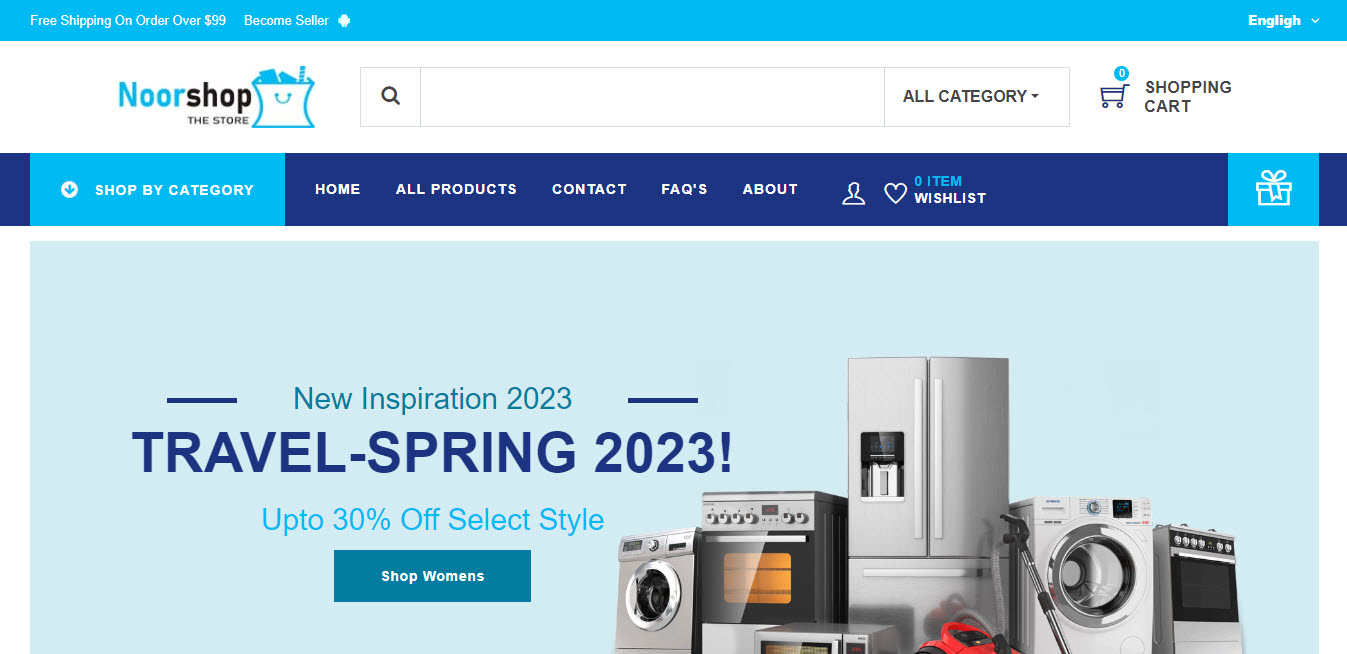 Free Shipping On Order Over $99 Become Seller Engligh
Noorshop
THE STORE
ALL CATEGORY
0
SHOPPING
CART
SHOP BY CATEGORY HOME ALL PRODUCTS CONTACT FAQ'S ABOUT
0 ITEM
WISHLIST
New Inspiration 2023
TRAVEL-SPRING 2023!
Upto 30% Off Select Style
Shop Womens